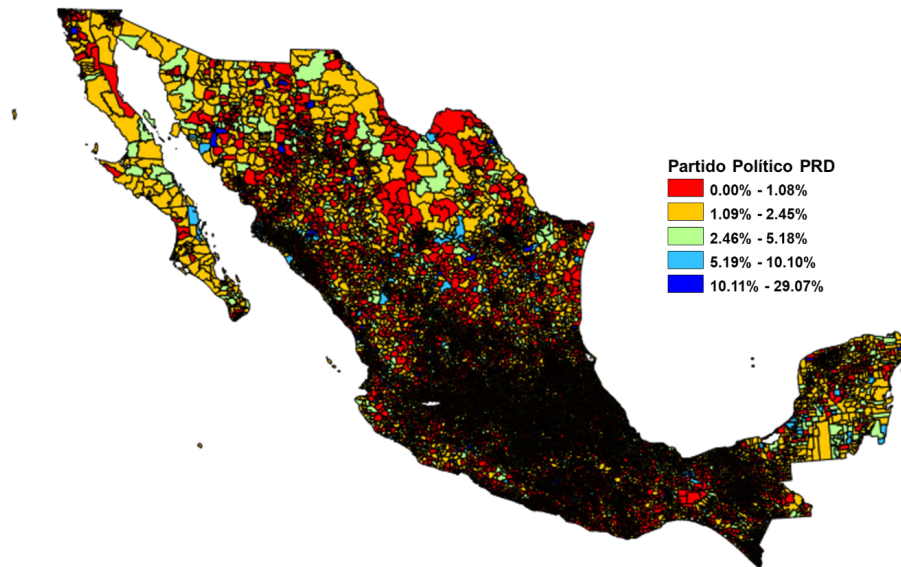 Partido Político PRD
0.00% - 1.08%
1.09% - 2.45%
2.46% - 5.18%
5.19% - 10.10%
10.11% - 29.07%